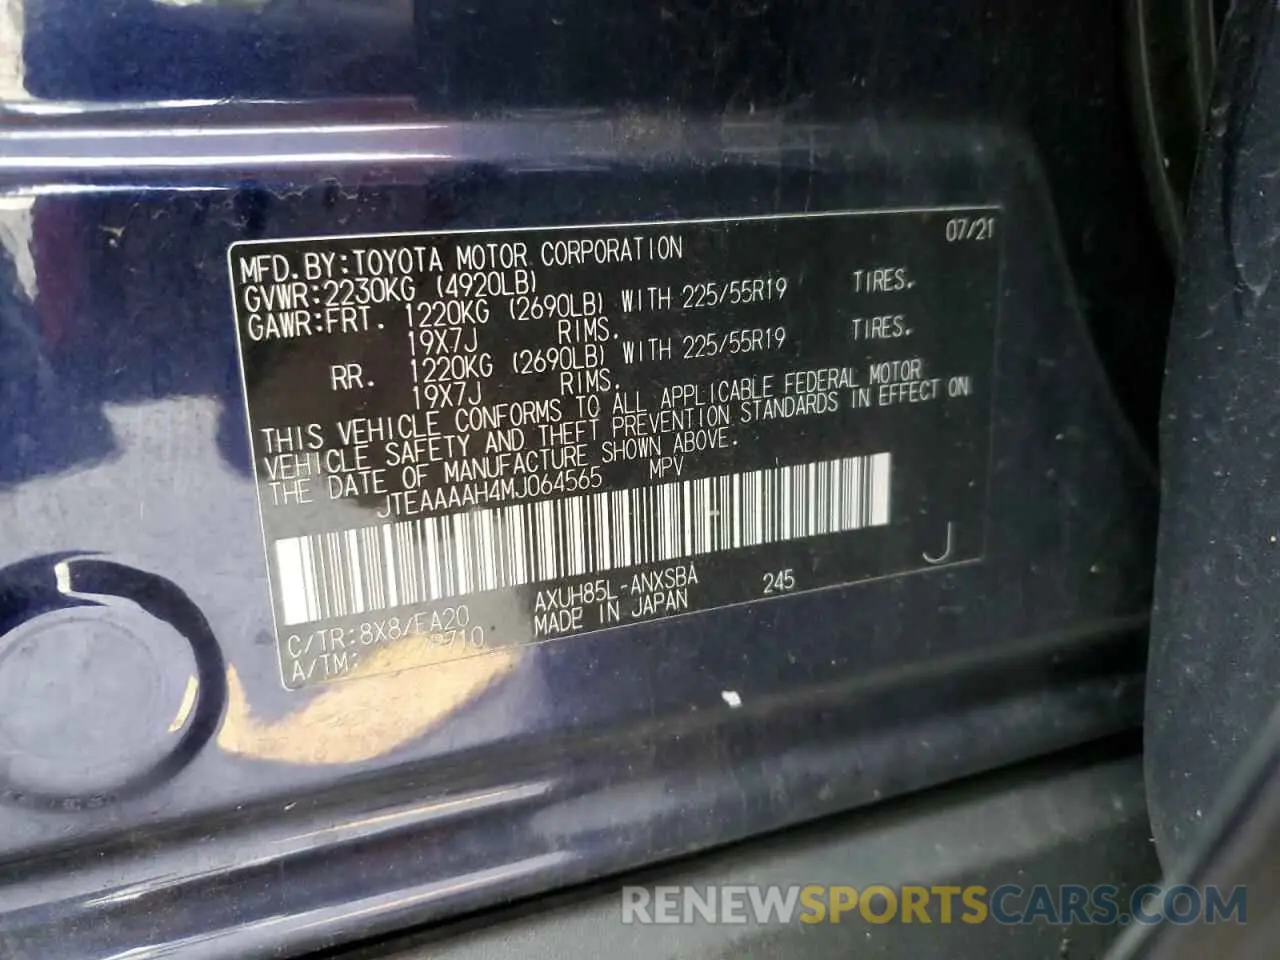 MFD.BY:TOYOTA MOTOR CORPORATION 07/21
GVWR:2230KG (4920LB)
GAWR:FRT. 1220KG (2690LB) WITH 225/55R19 TIRES.
19X7J RIMS.
RR. 1220KG (2690LB) WITH 225/55R19 TIRES.
19X7J RIMS.
THIS VEHICLE CONFORMS TO ALL APPLICABLE FEDERAL MOTOR
VEHICLE SAFETY AND THEFT PREVENTION STANDARDS IN EFFECT ON
THE DATE OF MANUFACTURE SHOWN ABOVE.
JTEAAAAH4MJ064565 MPV
J
C/TR:8X8/EA20 AXUH85L-ANXSBA 245
A/TM: P710 MADE IN JAPAN
RENEWSPORTSCARS.COM